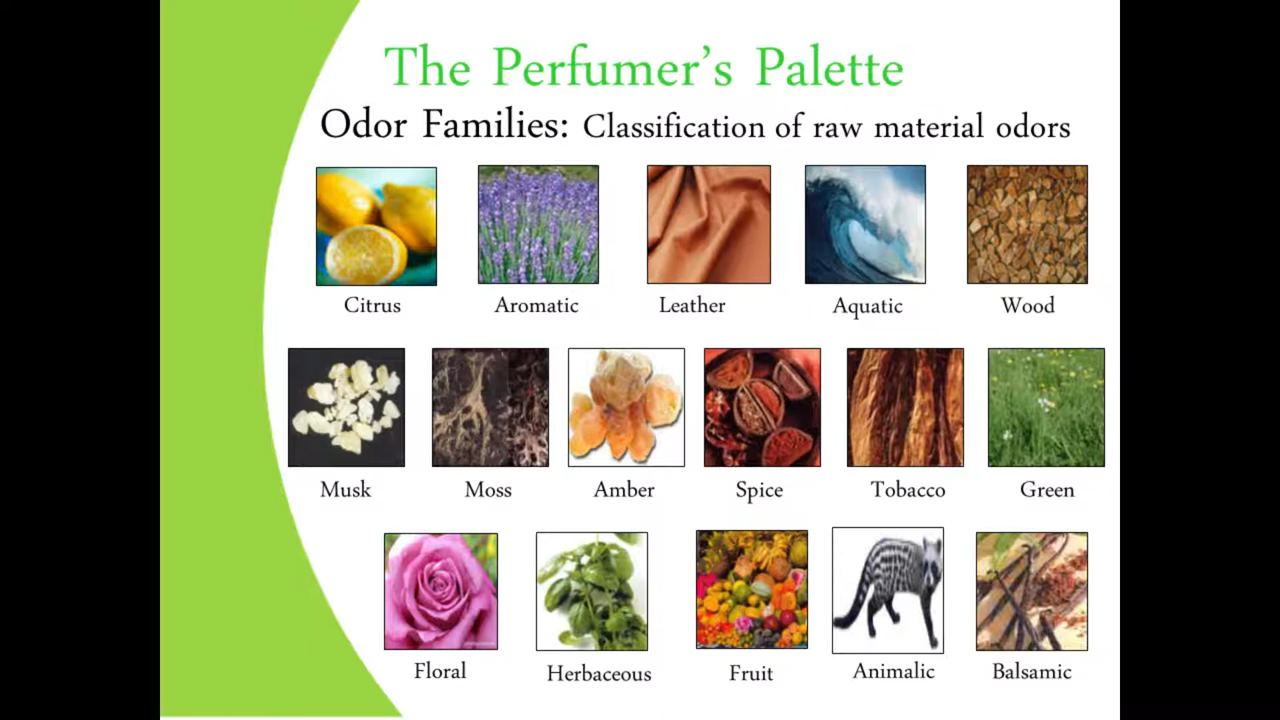 The Perfumer's Palette
Odor Families: Classification of raw material odors
Citrus Aromatic Leather Aquatic Wood
Musk Moss Amber Spice Tobacco Green
Floral Herbaceous Fruit Animalic Balsamic